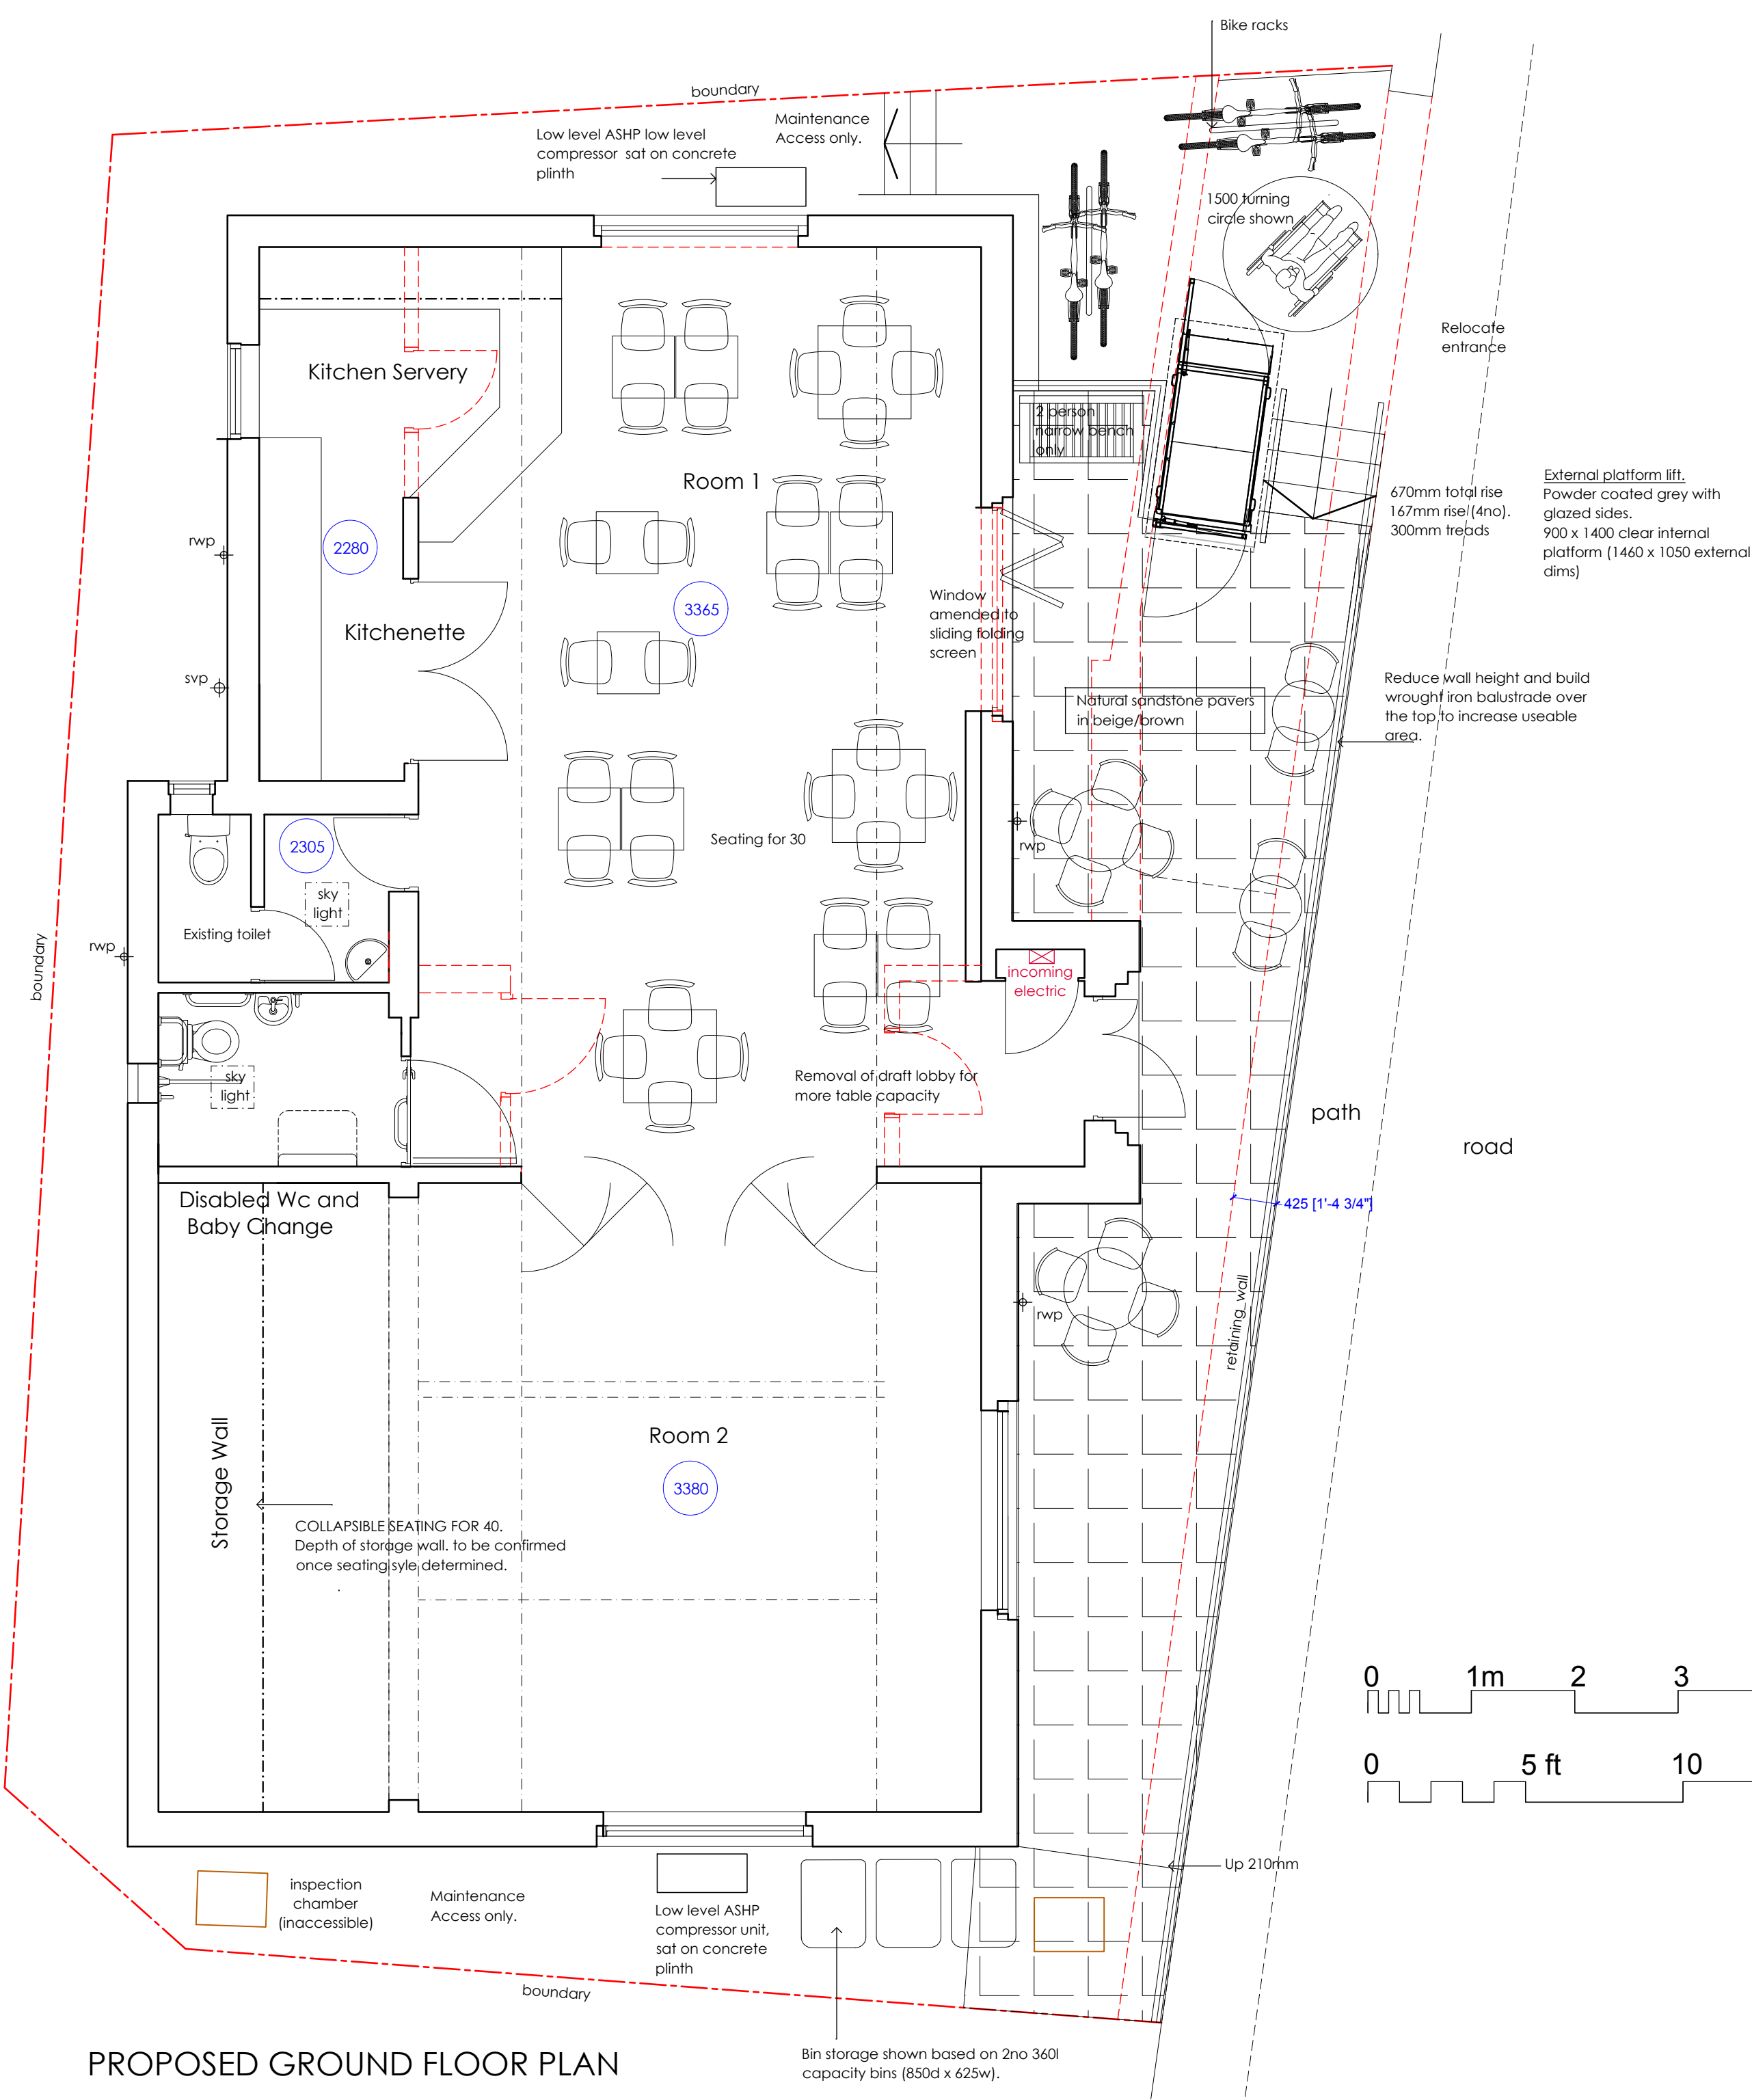 Bike racks
boundary
Maintenance
Access only.
Low level ASHP low level
compressor sat on concrete
plinth
1500 turning
circle shown
Relocafe
entrance
Kitchen Servery
2 person
narrow bench
only
Room 1
External platform lift.
Powder coated grey with
glazed sides.
900 x 1400 clear internal
platform (1460 x 1050 external
dims)
670mm total rise
167mm rise (4no).
300mm treads
rwp
2280
3365
Window
amended to
sliding folding
screen
Kitchenette
svp
Reduce wall height and build
wrought iron balustrade over
the top to increase useable
area.
Natural sandstone pavers
in beige/brown
2305
Seating for 30
rwp
sky
light
Existing toilet
rwp
boundary
incoming
electric
sky
light
Removal of draft lobby for
more table capacity
path
road
Disabled Wc and
Baby Change
425 [1'-4 3/4"]
retaining wall
rwp
Room 2
3380
Storage Wall
COLLAPSIBLE SEATING FOR 40.
Depth of storage wall. to be confirmed
once seating syle determined.
0 1m 2 3
0 5 ft 10
Up 210mm
inspection
chamber
(inaccessible)
Maintenance
Access only.
Low level ASHP
compressor unit,
sat on concrete
plinth
boundary
Bin storage shown based on 2no 360l
capacity bins (850d x 625w).
PROPOSED GROUND FLOOR PLAN